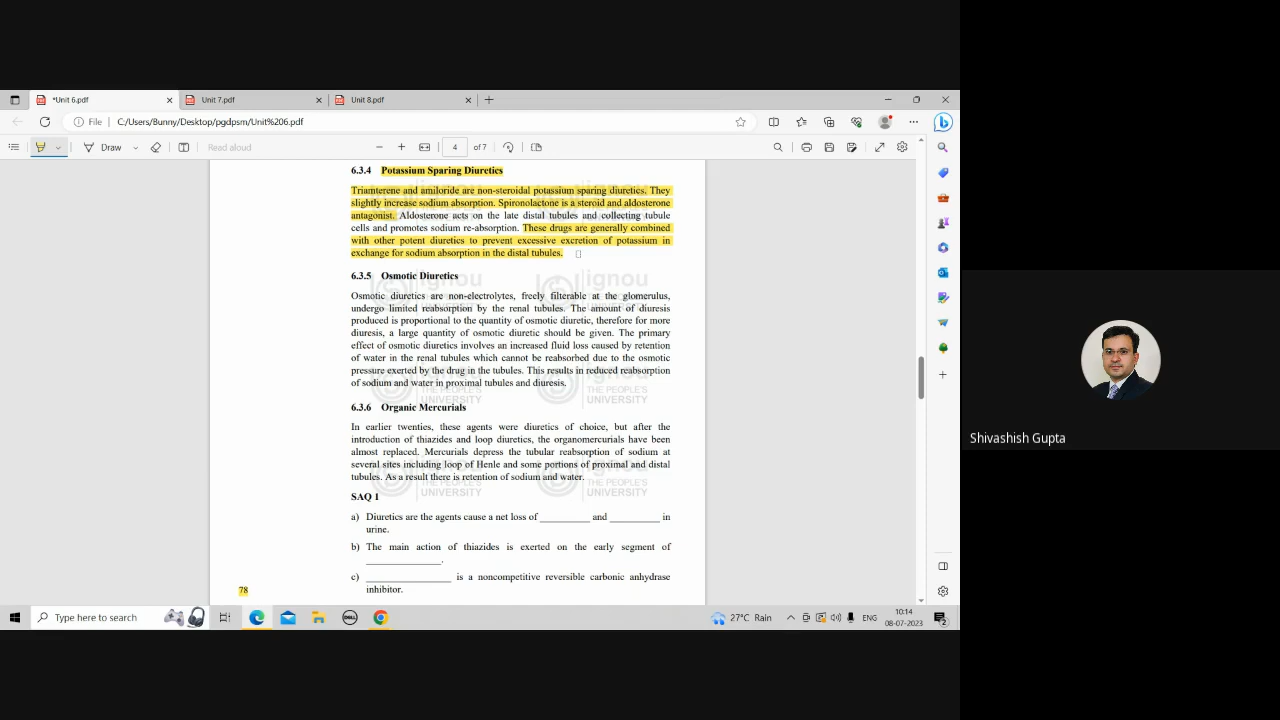 *Unit 6.pdf
Unit 7.pdf
Unit 8.pdf
File
C:/Users/Bunny/Desktop/pgdpsm/Unit%206.pdf
Draw
Read aloud
4 of 7
6.3.4 Potassium Sparing Diuretics
Triamterene and amiloride are non-steroidal potassium sparing diuretics. They
slightly increase sodium absorption. Spironolactone is a steroid and aldosterone
antagonist. Aldosterone acts on the late distal tubules and collecting tubule
cells and promotes sodium re-absorption. These drugs are generally combined
with other potent diuretics to prevent excessive excretion of potassium in
exchange for sodium absorption in the distal tubules.
6.3.5 Osmotic Diuretics
Osmotic diuretics are non-electrolytes, freely filterable at the glomerulus,
undergo limited reabsorption by the renal tubules. The amount of diuresis
produced is proportional to the quantity of osmotic diuretic, therefore for more
diuresis, a large quantity of osmotic diuretic should be given. The primary
effect of osmotic diuretics involves an increased fluid loss caused by retention
of water in the renal tubules which cannot be reabsorbed due to the osmotic
pressure exerted by the drug in the tubules. This results in reduced reabsorption
of sodium and water in proximal tubules and diuresis.
6.3.6 Organic Mercurials
In earlier twenties, these agents were diuretics of choice, but after the
introduction of thiazides and loop diuretics, the organomercurials have been
almost replaced. Mercurials depress the tubular reabsorption of sodium at
several sites including loop of Henle and some portions of proximal and distal
tubules. As a result there is retention of sodium and water.
SAQ 1
a) Diuretics are the agents cause a net loss of __________ and __________ in
urine.
b) The main action of thiazides is exerted on the early segment of
_______________.
c) _________________ is a noncompetitive reversible carbonic anhydrase
inhibitor.
78
ignou
THE PEOPLE'S
UNIVERSITY
ignou
THE PEOPLE'S
UNIVERSITY
Type here to search
DELL
27°C Rain
ENG
10:14
08-07-2023
2
Shivashish Gupta